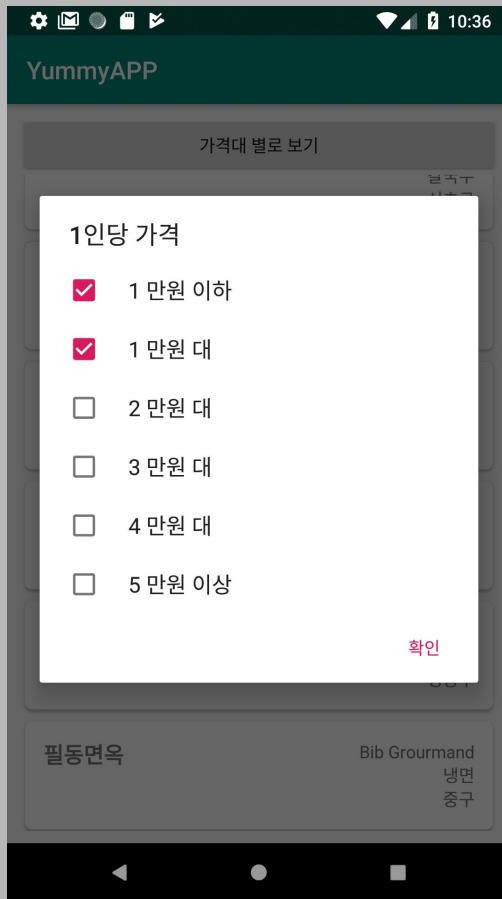 10:36
YummyAPP
가격대 별로 보기
1인당 가격
1 만원 이하
1 만원 대
2 만원 대
3 만원 대
4 만원 대
5 만원 이상
확인
필동면옥
Bib Grourmand
냉면
중구